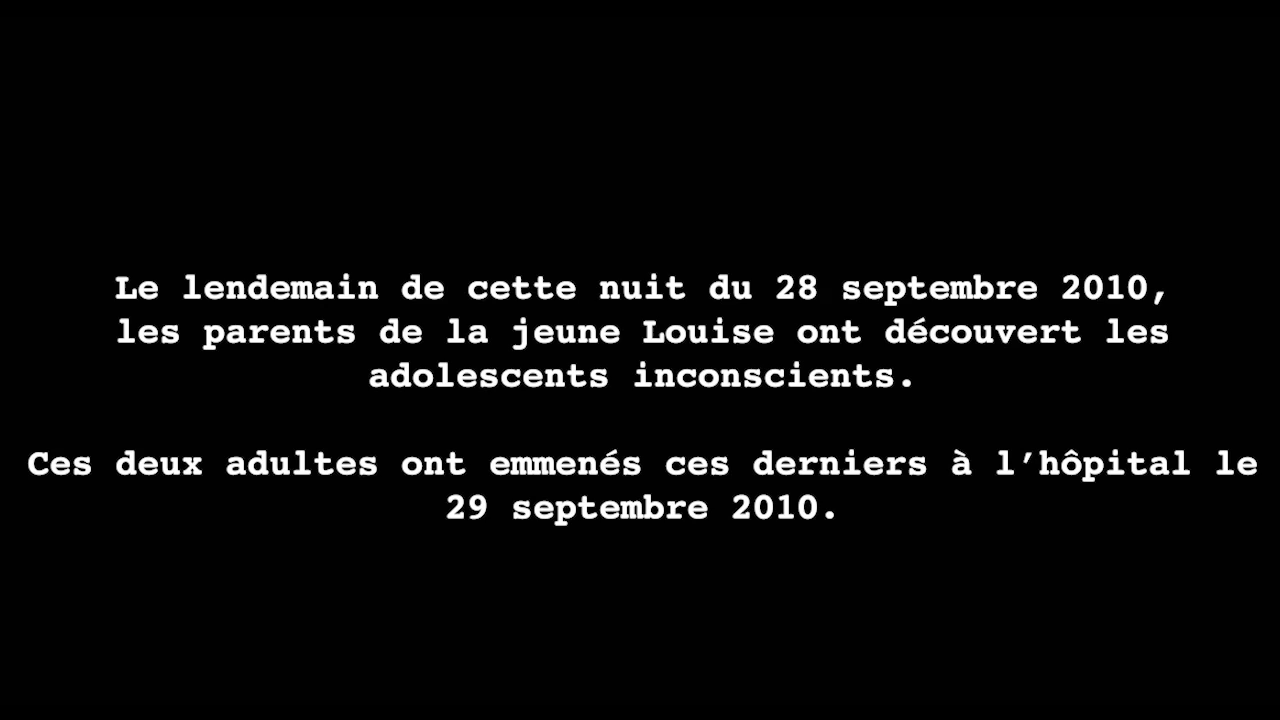 Le lendemain de cette nuit du 28 septembre 2010,
les parents de la jeune Louise ont découvert les
adolescents inconscients.
Ces deux adultes ont emmenés ces derniers à l’hôpital le
29 septembre 2010.